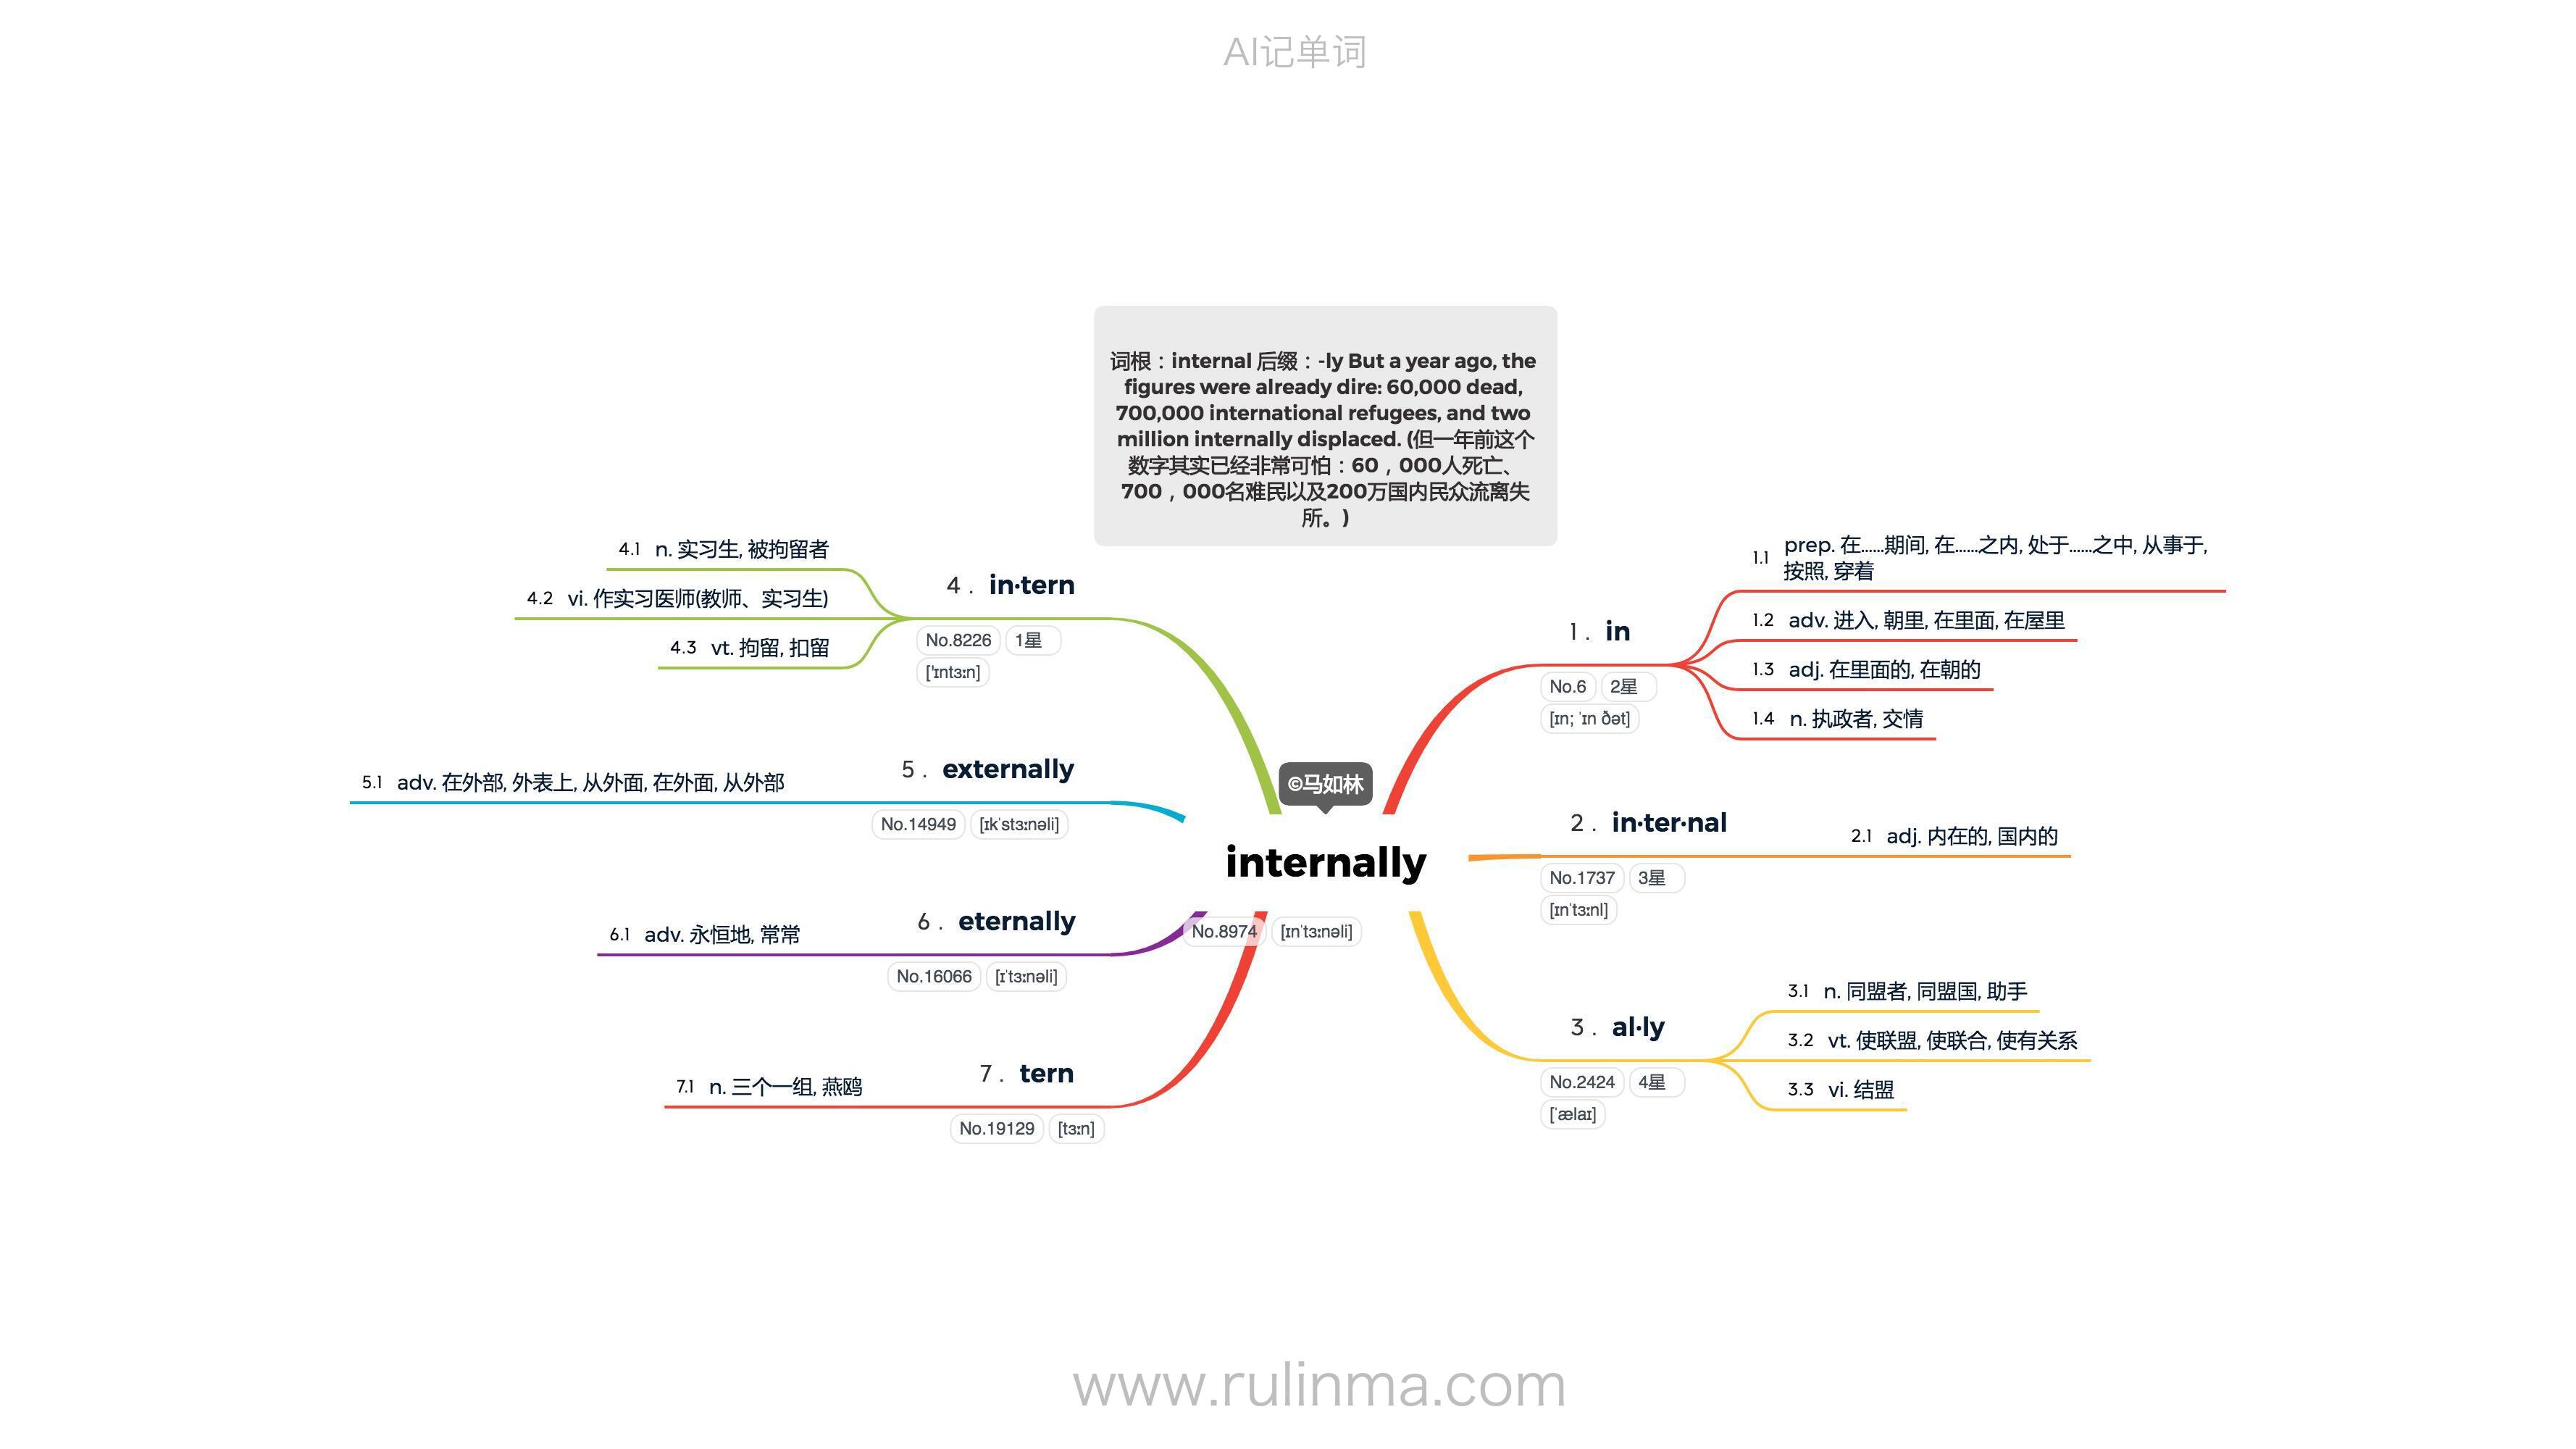 AI记单词
词根：internal 后缀：-ly But a year ago, the
figures were already dire: 60,000 dead,
700,000 international refugees, and two
million internally displaced. (但一年前这个
数字其实已经非常可怕：60，000人死亡、
700，000名难民以及200万国内民众流离失
所。)
©马如林
internally
No.8974 [ɪnˈtɜːnəli]
1. in
No.6 2星
[ɪn; ˈɪn ðət]
1.1 prep. 在……期间, 在……之内, 处于……之中, 从事于,
按照, 穿着
1.2 adv. 进入, 朝里, 在里面, 在屋里
1.3 adj. 在里面的, 在朝的
1.4 n. 执政者, 交情
2. in·ter·nal
No.1737 3星
[ɪnˈtɜːnl]
2.1 adj. 内在的, 国内的
3. al·ly
No.2424 4星
[ˈælaɪ]
3.1 n. 同盟者, 同盟国, 助手
3.2 vt. 使联盟, 使联合, 使有关系
3.3 vi. 结盟
4. in·tern
No.8226 1星
['ɪntɜːn]
4.1 n. 实习生, 被拘留者
4.2 vi. 作实习医师(教师、实习生)
4.3 vt. 拘留, 扣留
5. externally
No.14949 [ɪkˈstɜːnəli]
5.1 adv. 在外部, 外表上, 从外面, 在外面, 从外部
6. eternally
No.16066 [ɪˈtɜːnəli]
6.1 adv. 永恒地, 常常
7. tern
No.19129 [tɜːn]
7.1 n. 三个一组, 燕鸥
www.rulinma.com